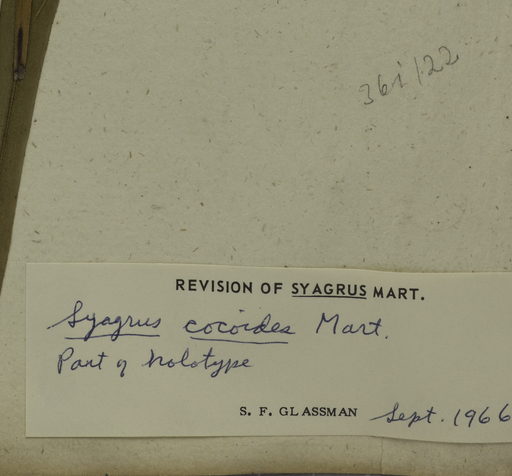 361/22
REVISION OF SYAGRUS MART.
Syagrus cocoides Mart.
Part of holotype
S. F. GLASSMAN Sept. 1966